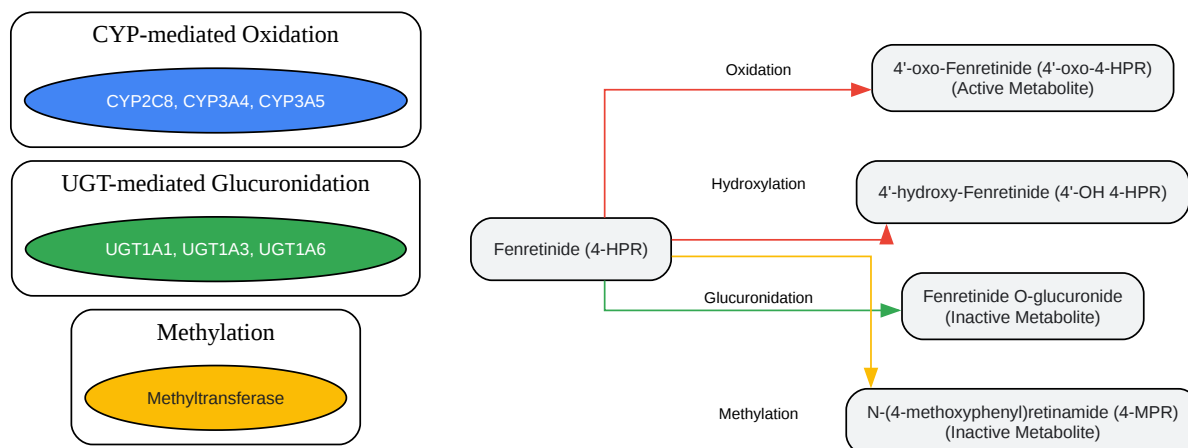 CYP-mediated Oxidation
CYP2C8, CYP3A4, CYP3A5
UGT-mediated Glucuronidation
UGT1A1, UGT1A3, UGT1A6
Methylation
Methyltransferase
Fenretinide (4-HPR)
Oxidation
4'-oxo-Fenretinide (4'-oxo-4-HPR)
(Active Metabolite)
Hydroxylation
4'-hydroxy-Fenretinide (4'-OH 4-HPR)
Glucuronidation
Fenretinide O-glucuronide
(Inactive Metabolite)
Methylation
N-(4-methoxyphenyl)retinamide (4-MPR)
(Inactive Metabolite)